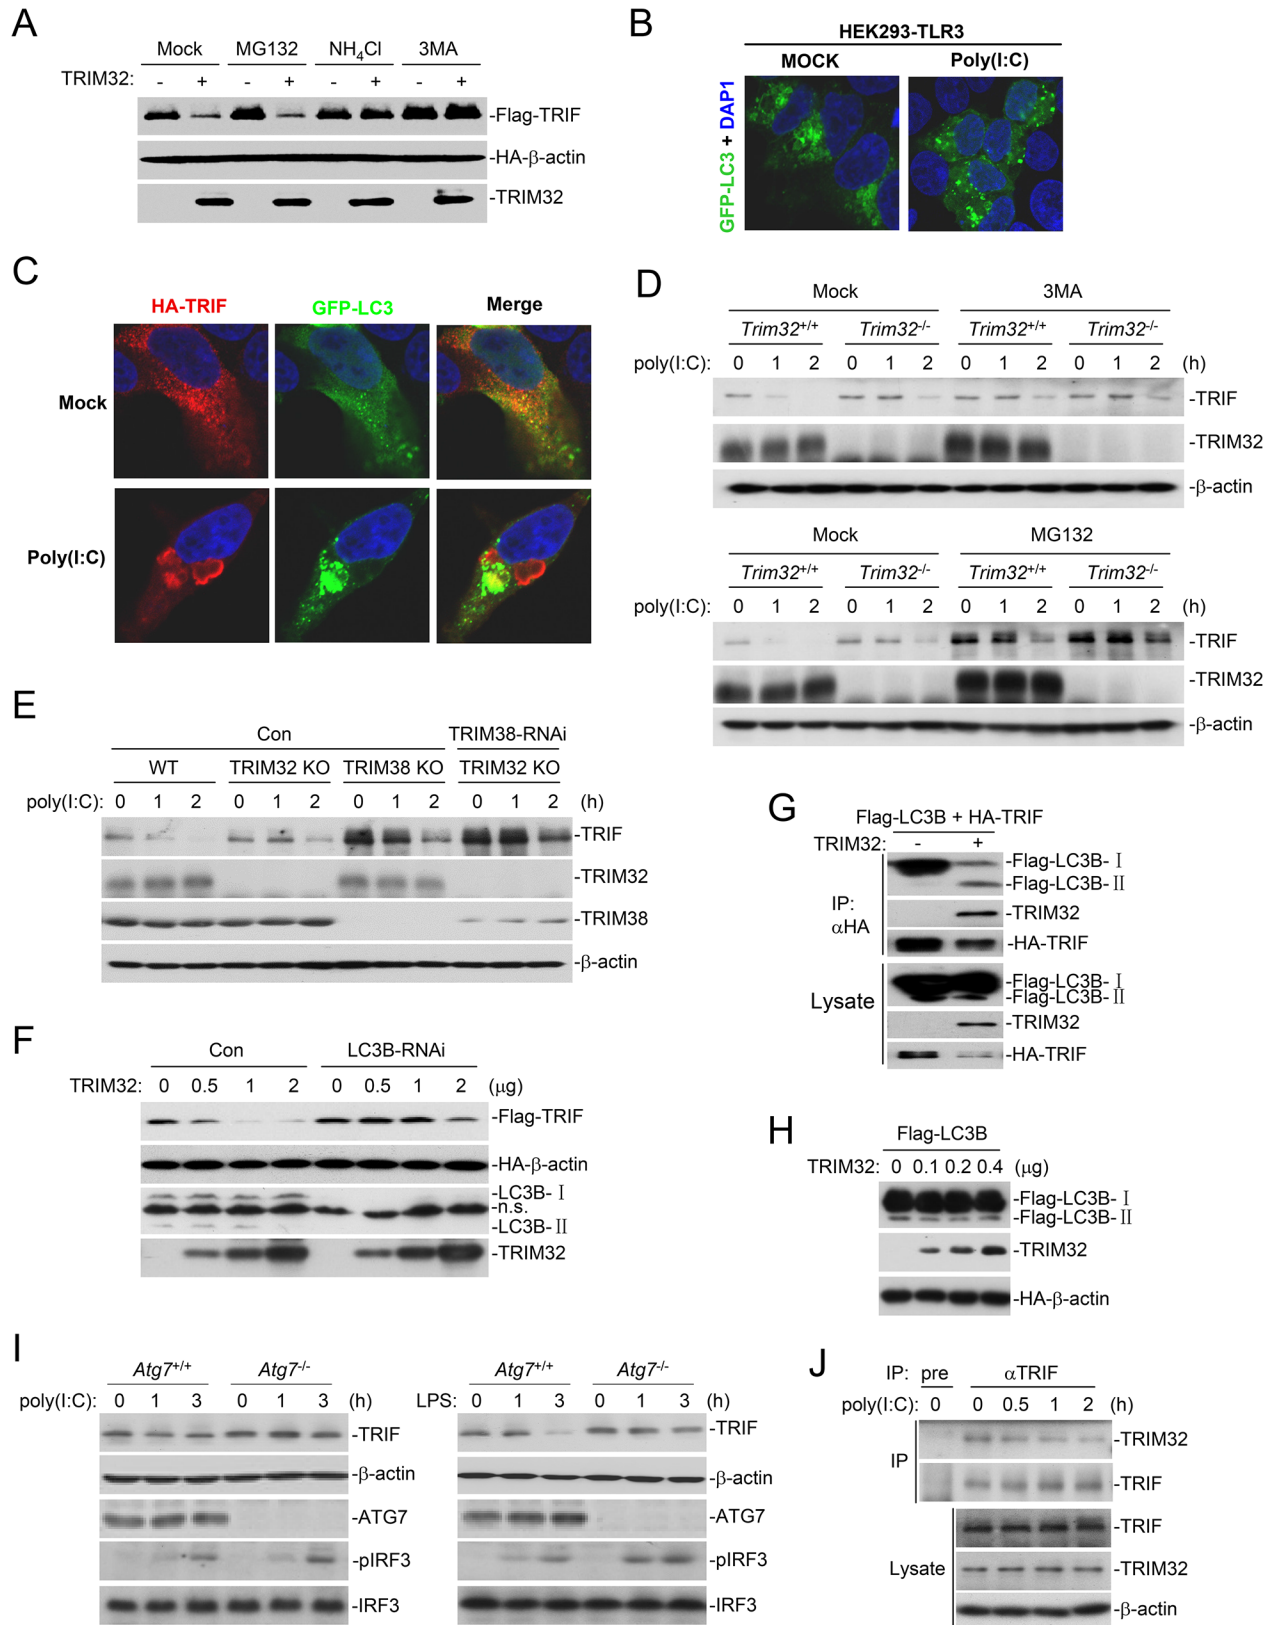 A
Mock MG132 NH4Cl 3MA
TRIM32: - + - + - + - +
-Flag-TRIF
-HA-β-actin
-TRIM32
B
HEK293-TLR3
MOCK Poly(I:C)
GFP-LC3 + DAP1
C
HA-TRIF GFP-LC3 Merge
Mock
Poly(I:C)
D
Mock 3MA
Trim32+/+ Trim32-/- Trim32+/+ Trim32-/-
poly(I:C): 0 1 2 0 1 2 0 1 2 0 1 2 (h)
-TRIF
-TRIM32
-β-actin
Mock MG132
Trim32+/+ Trim32-/- Trim32+/+ Trim32-/-
poly(I:C): 0 1 2 0 1 2 0 1 2 0 1 2 (h)
-TRIF
-TRIM32
-β-actin
E
Con TRIM38-RNAi
WT TRIM32 KO TRIM38 KO TRIM32 KO
poly(I:C): 0 1 2 0 1 2 0 1 2 0 1 2 (h)
-TRIF
-TRIM32
-TRIM38
-β-actin
F
Con LC3B-RNAi
TRIM32: 0 0.5 1 2 0 0.5 1 2 (μg)
-Flag-TRIF
-HA-β-actin
-LC3B-Ⅰ
-n.s.
-LC3B-Ⅱ
-TRIM32
G
Flag-LC3B + HA-TRIF
TRIM32: - +
IP:
αHA
-Flag-LC3B-Ⅰ
-Flag-LC3B-Ⅱ
-TRIM32
-HA-TRIF
Lysate
-Flag-LC3B-Ⅰ
-Flag-LC3B-Ⅱ
-TRIM32
-HA-TRIF
H
Flag-LC3B
TRIM32: 0 0.1 0.2 0.4 (μg)
-Flag-LC3B-Ⅰ
-Flag-LC3B-Ⅱ
-TRIM32
-HA-β-actin
I
Atg7+/+ Atg7-/-
poly(I:C): 0 1 3 0 1 3 (h)
-TRIF
-β-actin
-ATG7
-pIRF3
-IRF3
Atg7+/+ Atg7-/-
LPS: 0 1 3 0 1 3 (h)
-TRIF
-β-actin
-ATG7
-pIRF3
-IRF3
J
IP: pre αTRIF
poly(I:C): 0 0 0.5 1 2 (h)
IP
-TRIM32
-TRIF
Lysate
-TRIF
-TRIM32
-β-actin